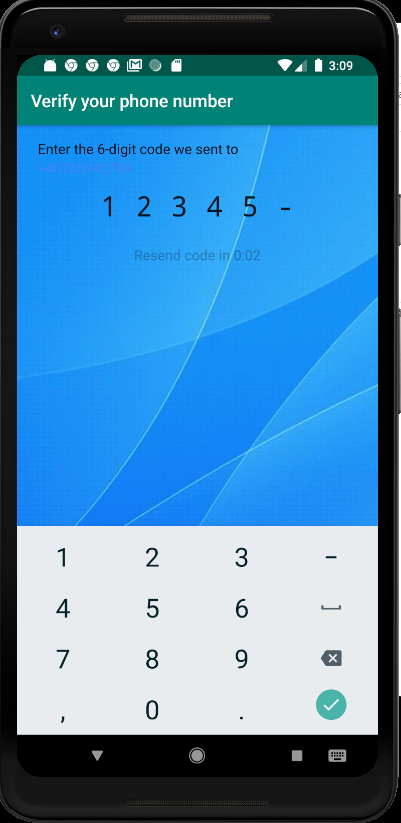 3:09
Verify your phone number
Enter the 6-digit code we sent to
1 2 3 4 5 -
Resend code in 0:02
1 2 3 -
4 5 6
7 8 9
, 0 .